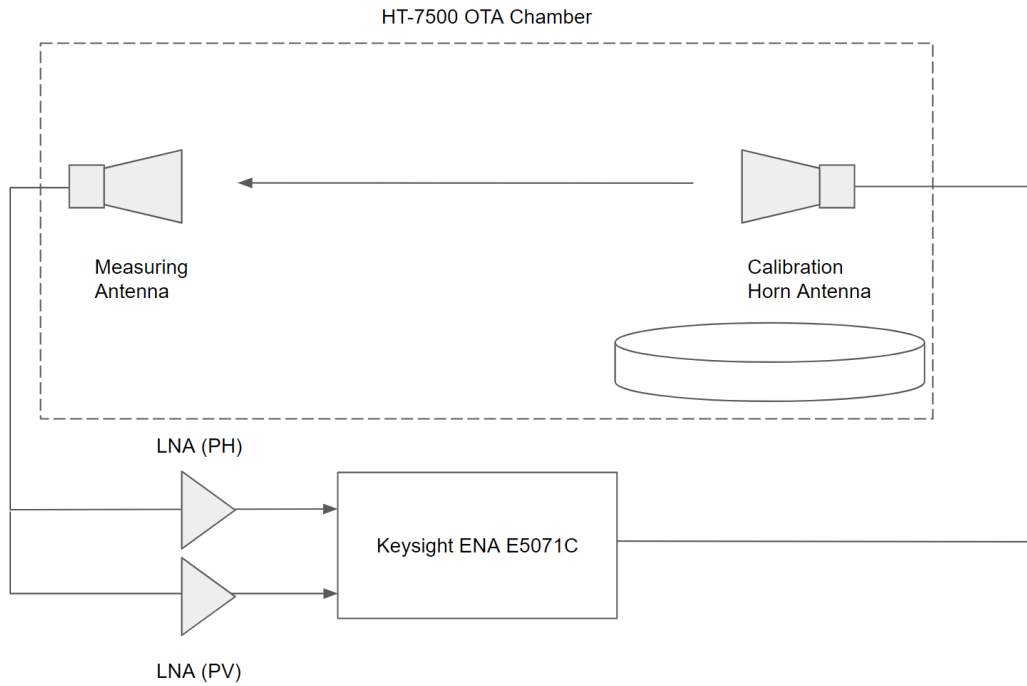 HT-7500 OTA Chamber
Measuring
Antenna
Calibration
Horn Antenna
LNA (PH)
Keysight ENA E5071C
LNA (PV)